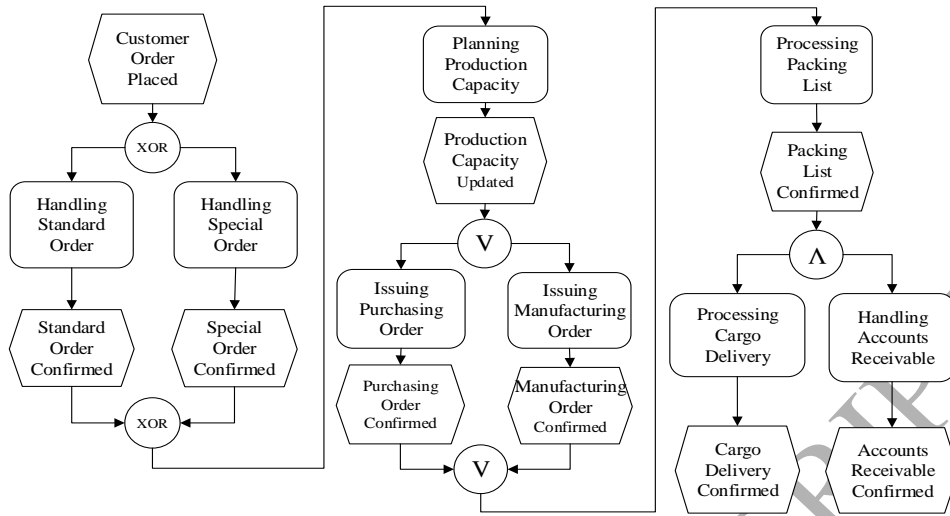 Customer
Order
Placed
XOR
Handling
Standard
Order
Handling
Special
Order
Standard
Order
Confirmed
Special
Order
Confirmed
XOR
Planning
Production
Capacity
Production
Capacity
Updated
V
Issuing
Purchasing
Order
Issuing
Manufacturing
Order
Purchasing
Order
Confirmed
Manufacturing
Order
Confirmed
V
Processing
Packing
List
Packing
List
Confirmed
Λ
Processing
Cargo
Delivery
Handling
Accounts
Receivable
Cargo
Delivery
Confirmed
Accounts
Receivable
Confirmed